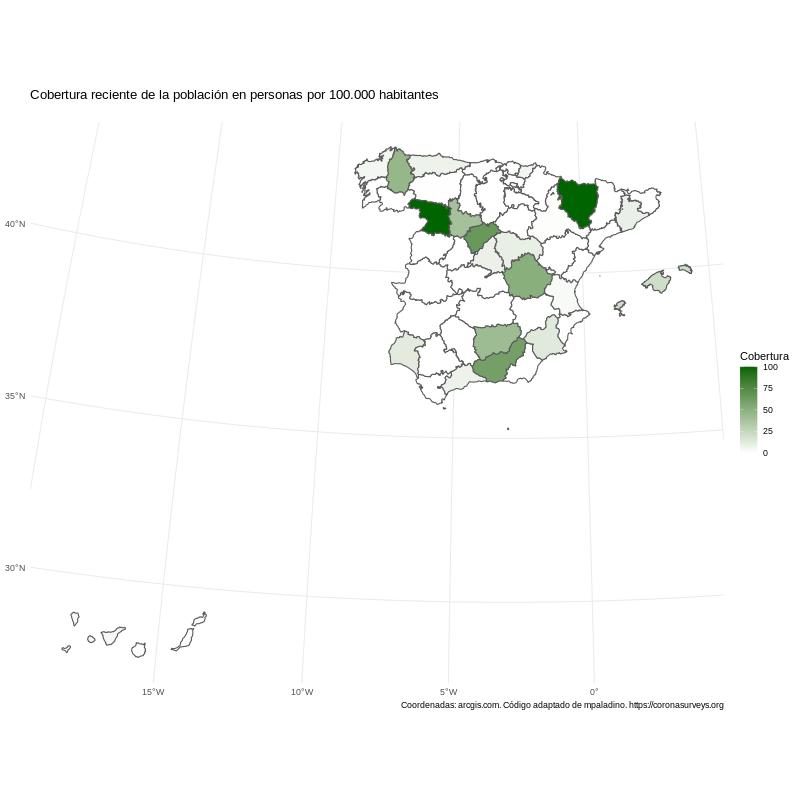 Cobertura reciente de la población en personas por 100.000 habitantes
40°N
35°N
30°N
15°W
10°W
5°W
0°
Cobertura
100
75
50
25
0
Coordenadas: arcgis.com. Código adaptado de mpaladino. https://coronasurveys.org